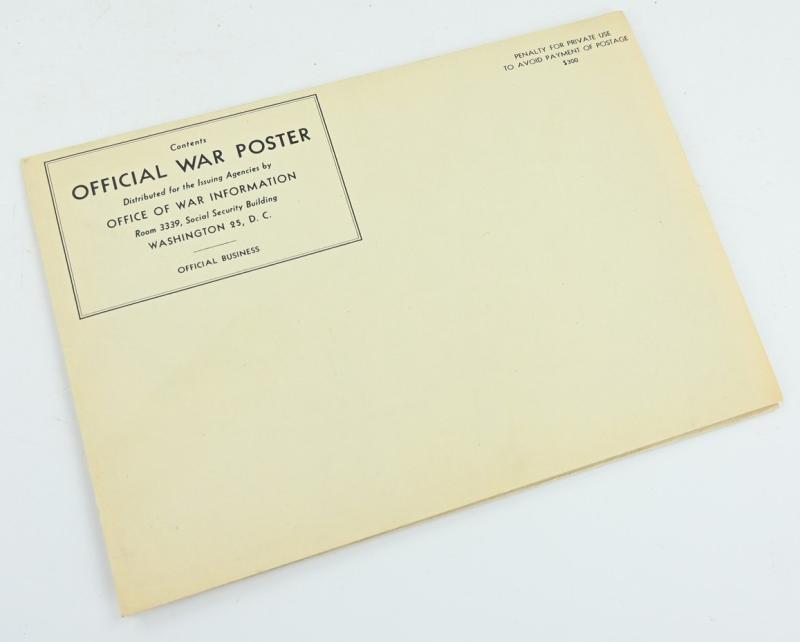 Contents
OFFICIAL WAR POSTER
Distributed for the Issuing Agencies by
OFFICE OF WAR INFORMATION
Room 3339, Social Security Building
WASHINGTON 25, D. C.
OFFICIAL BUSINESS
PENALTY FOR PRIVATE USE
TO AVOID PAYMENT OF POSTAGE
$300